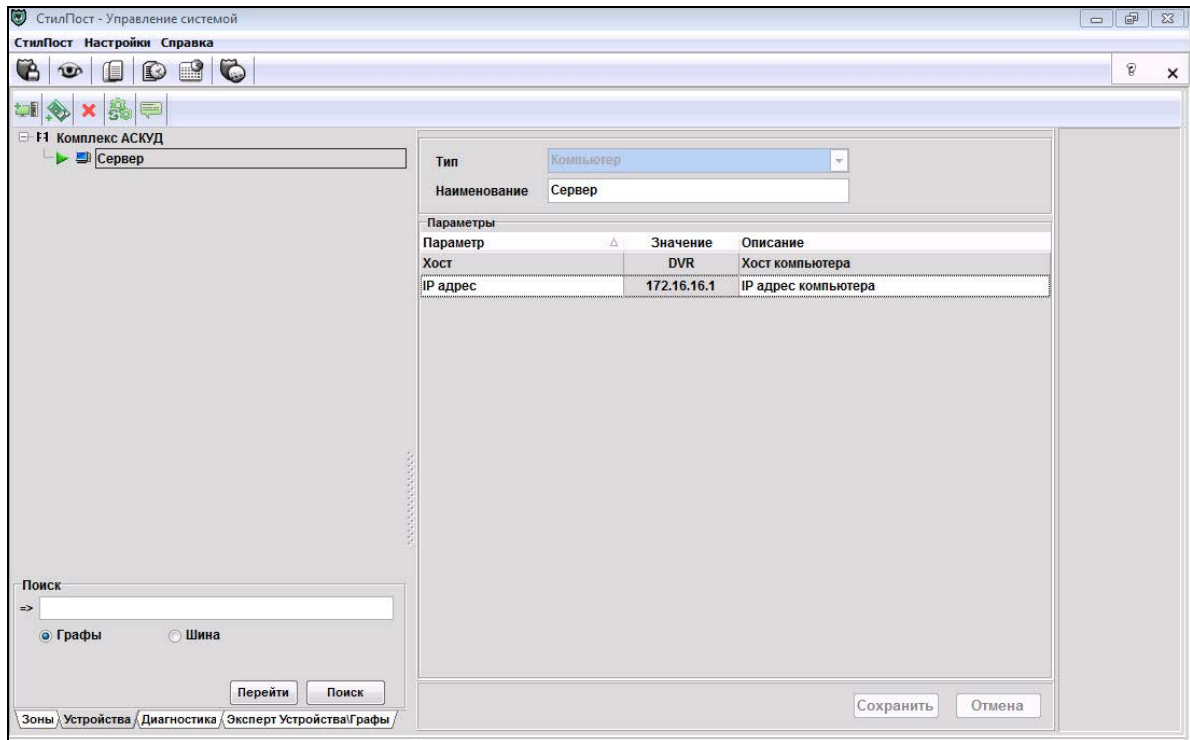 СтилПост - Управление системой
СтилПост Настройки Справка
Комплекс АСКУД
Сервер
Тип Компьютер
Наименование Сервер
Параметры
Параметр Значение Описание
Хост DVR Хост компьютера
IP адрес 172.16.16.1 IP адрес компьютера
Поиск
=>
Графы Шина
Перейти Поиск
Сохранить Отмена
Зоны Устройства Диагностика Эксперт Устройства\Графы